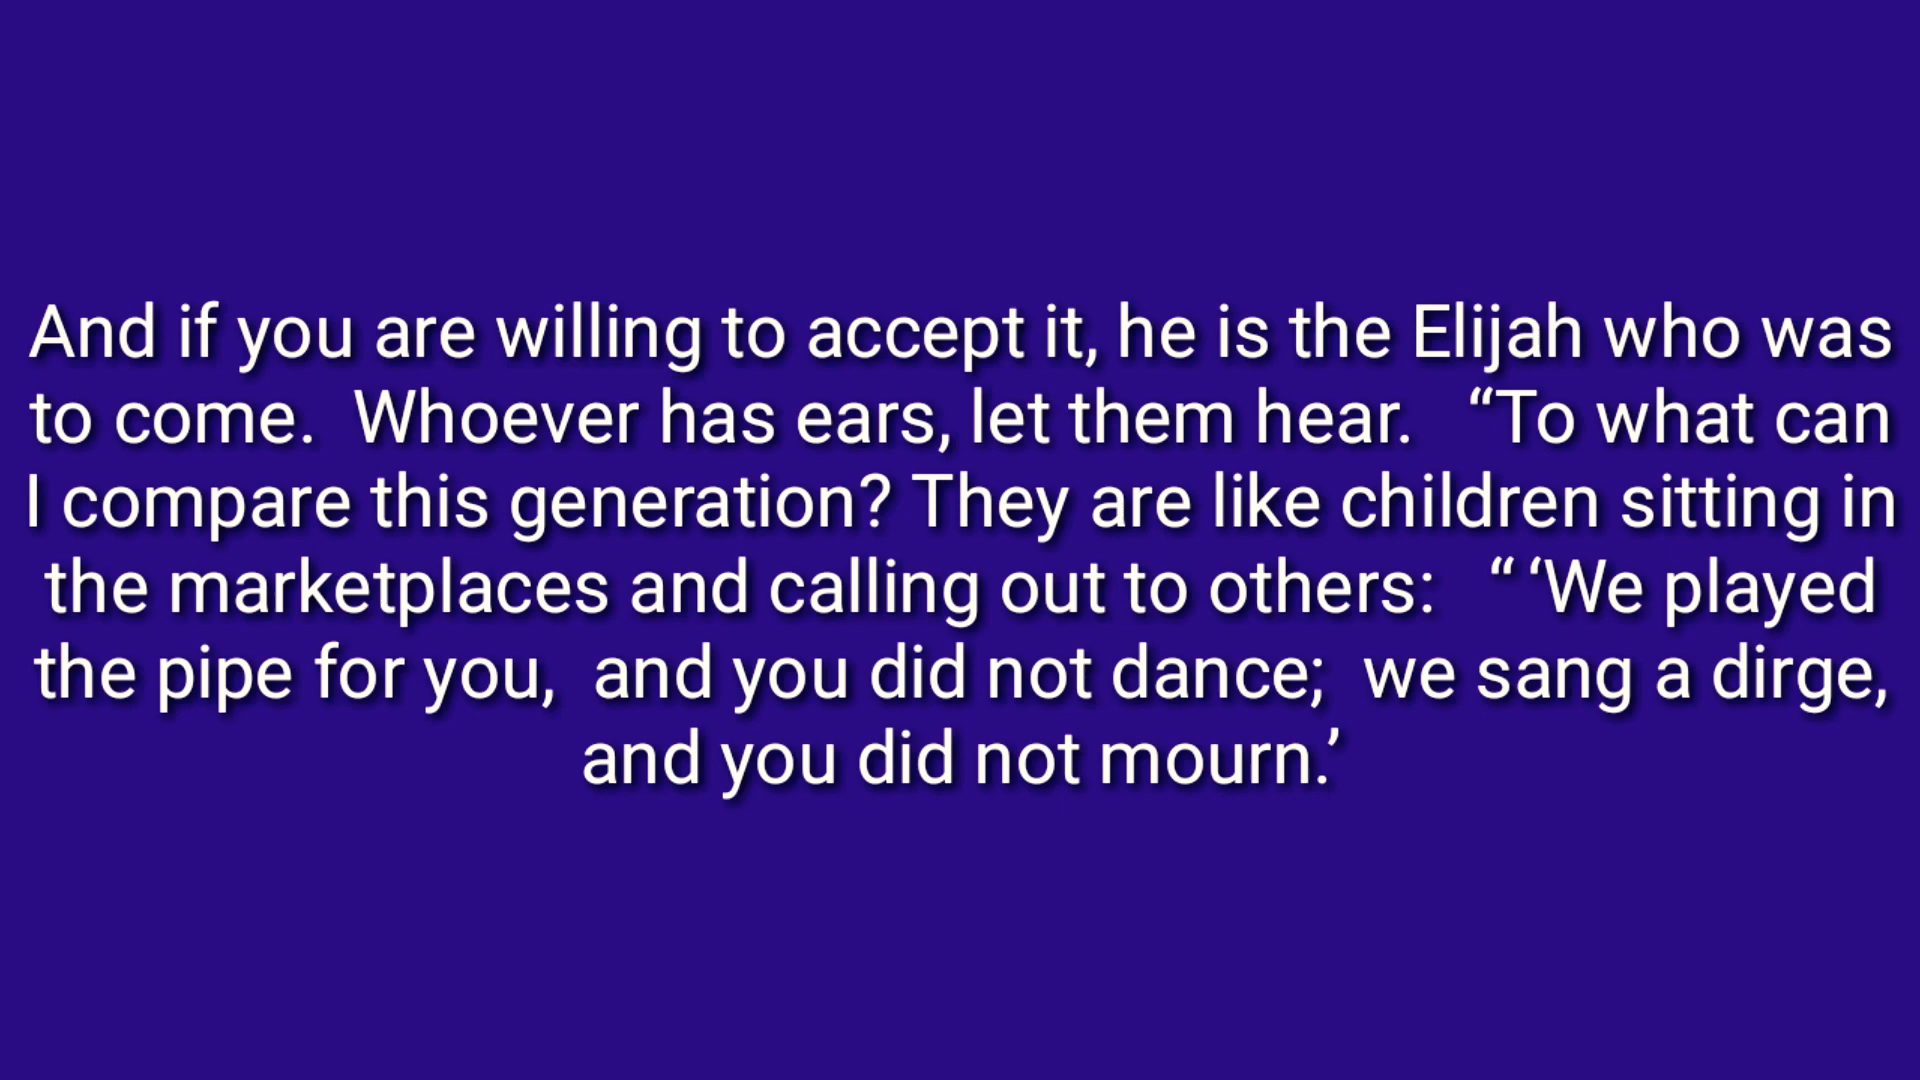 And if you are willing to accept it, he is the Elijah who was
to come.  Whoever has ears, let them hear.   “To what can
I compare this generation? They are like children sitting in
the marketplaces and calling out to others:   “ ‘We played
the pipe for you,  and you did not dance;  we sang a dirge,
and you did not mourn.’